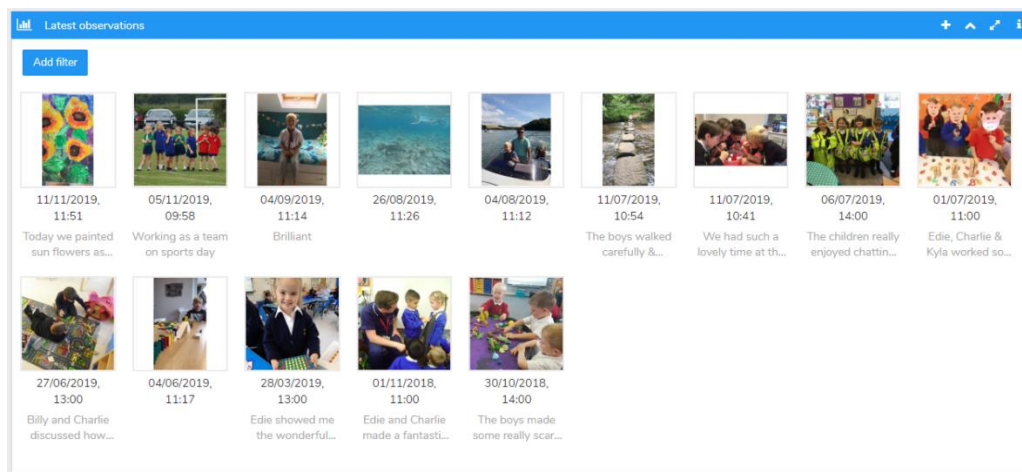 Latest observations
Add filter
11/11/2019,
11:51
Today we painted
sun flowers as...
05/11/2019,
09:58
Working as a team
on sports day
04/09/2019,
11:14
Brilliant
26/08/2019,
11:26
04/08/2019,
11:12
11/07/2019,
10:54
The boys walked
carefully &...
11/07/2019,
10:41
We had such a
lovely time at th...
06/07/2019,
14:00
The children really
enjoyed chattin...
01/07/2019,
11:00
Edie, Charlie &
Kyla worked so...
27/06/2019,
13:00
Billy and Charlie
discussed how...
04/06/2019,
11:17
28/03/2019,
13:00
Edie showed me
the wonderful...
01/11/2018,
11:00
Edie and Charlie
made a fantasti...
30/10/2018,
14:00
The boys made
some really scar...